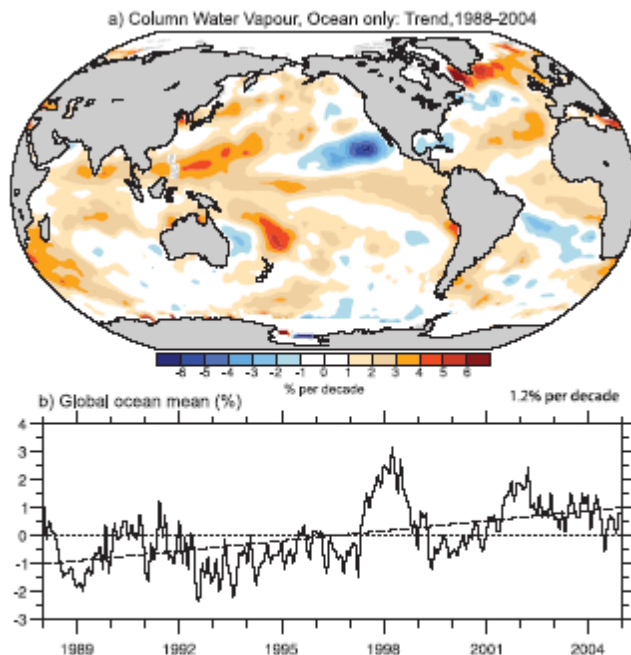 a) Column Water Vapour, Ocean only: Trend,1988–2004
-6 -5 -4 -3 -2 -1 0 1 2 3 4 5 6
% per decade
b) Global ocean mean (%)
1.2% per decade
4
3
2
1
0
-1
-2
-3
1989 1992 1995 1998 2001 2004